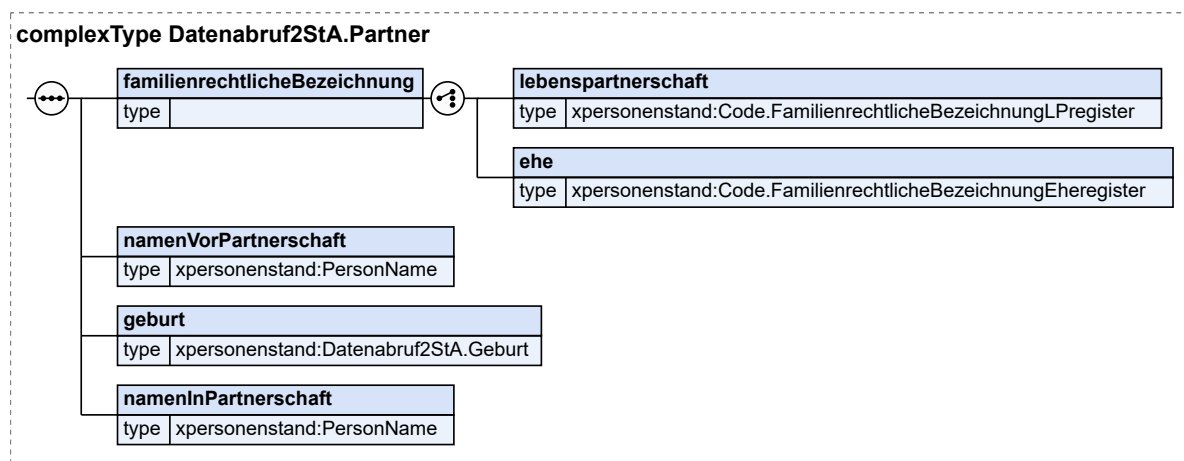 complexType Datenabruf2StA.Partner
familienrechtlicheBezeichnung
type
lebenspartnerschaft
type xpersonenstand:Code.FamilienrechtlicheBezeichnungLPregister
ehe
type xpersonenstand:Code.FamilienrechtlicheBezeichnungEheregister
namenVorPartnerschaft
type xpersonenstand:PersonName
geburt
type xpersonenstand:Datenabruf2StA.Geburt
namenInPartnerschaft
type xpersonenstand:PersonName